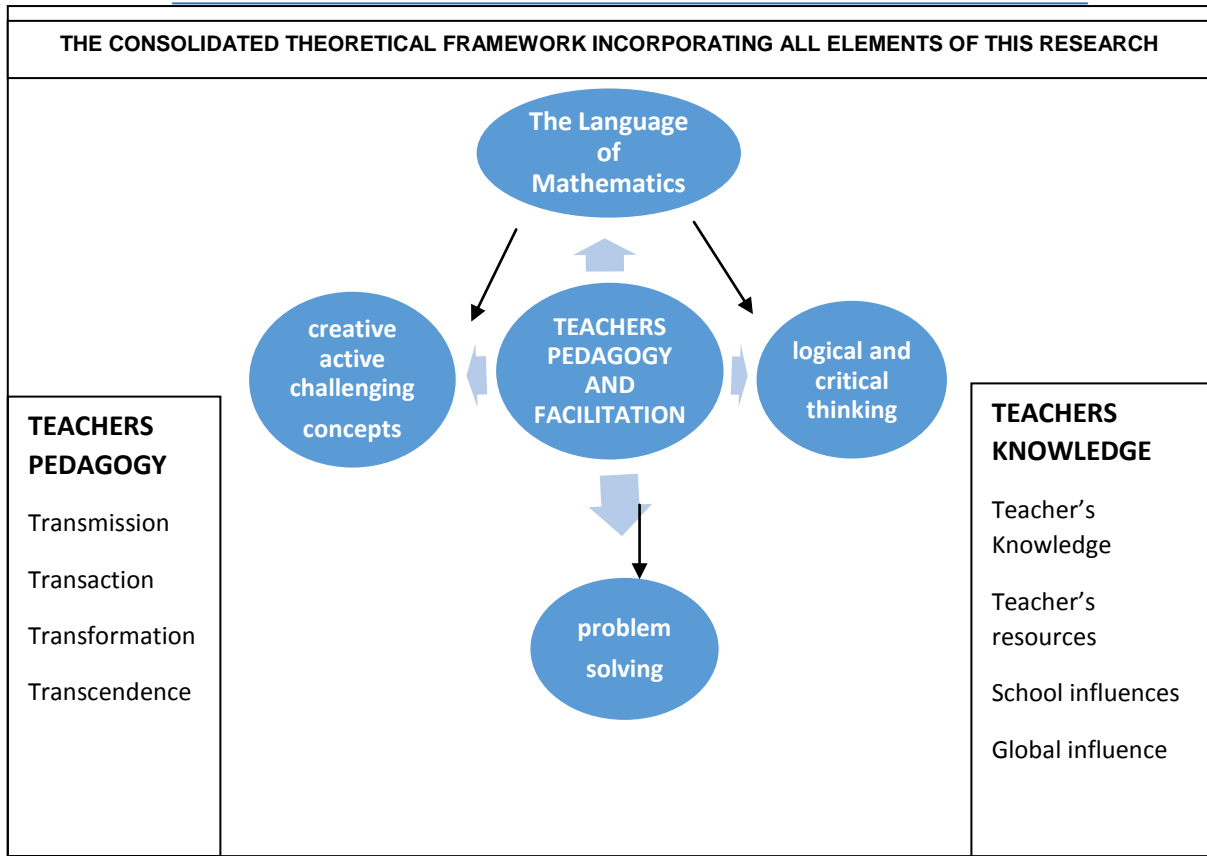 THE CONSOLIDATED THEORETICAL FRAMEWORK INCORPORATING ALL ELEMENTS OF THIS RESEARCH
The Language
of
Mathematics
creative
active
challenging
concepts
TEACHERS
PEDAGOGY
AND
FACILITATION
logical and
critical
thinking
problem
solving
TEACHERS
PEDAGOGY
Transmission
Transaction
Transformation
Transcendence
TEACHERS
KNOWLEDGE
Teacher’s
Knowledge
Teacher’s
resources
School influences
Global influence